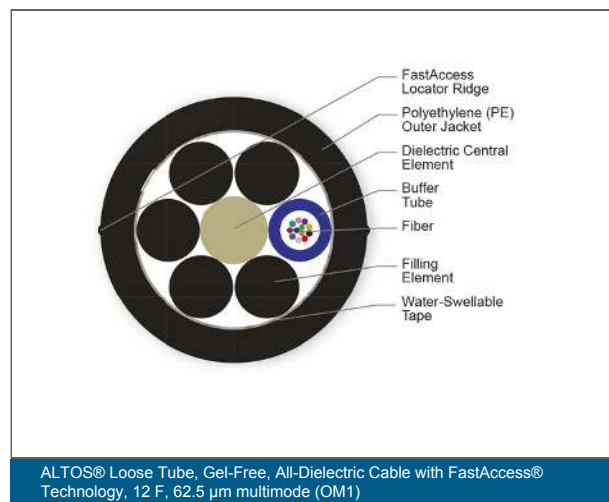 FastAccess
Locator Ridge
Polyethylene (PE)
Outer Jacket
Dielectric Central
Element
Buffer
Tube
Fiber
Filling
Element
Water-Swellable
Tape
ALTOS® Loose Tube, Gel-Free, All-Dielectric Cable with FastAccess®
Technology, 12 F, 62.5 µm multimode (OM1)